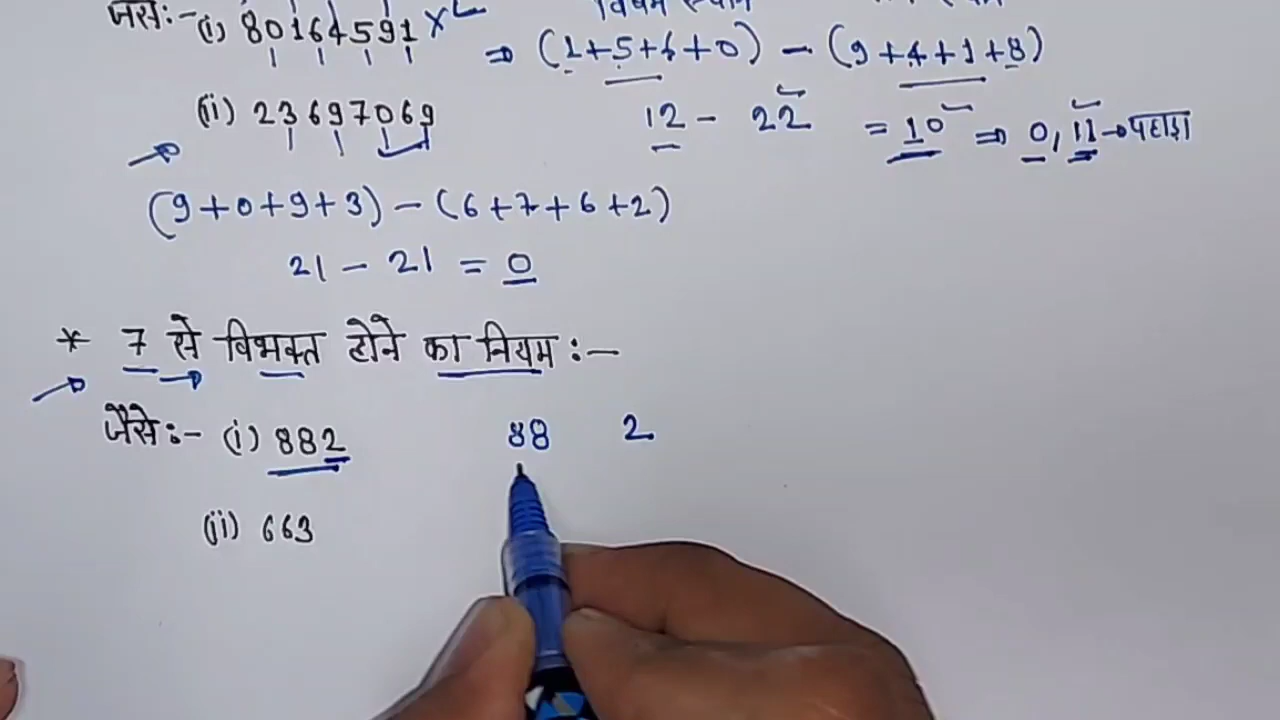 जैसे:- (i) 80164591 ×
विषम स्थान
⇒ (1+5+6+0) - (9+4+1+8)
(ii) 23697069
12 - 22 = 10 ⇒ 0, 11→पहाड़ा
(9+0+9+3) - (6+7+6+2)
21 - 21 = 0
* 7 से विभक्त होने का नियम :-
जैसे:- (i) 882 88 2
(ii) 663